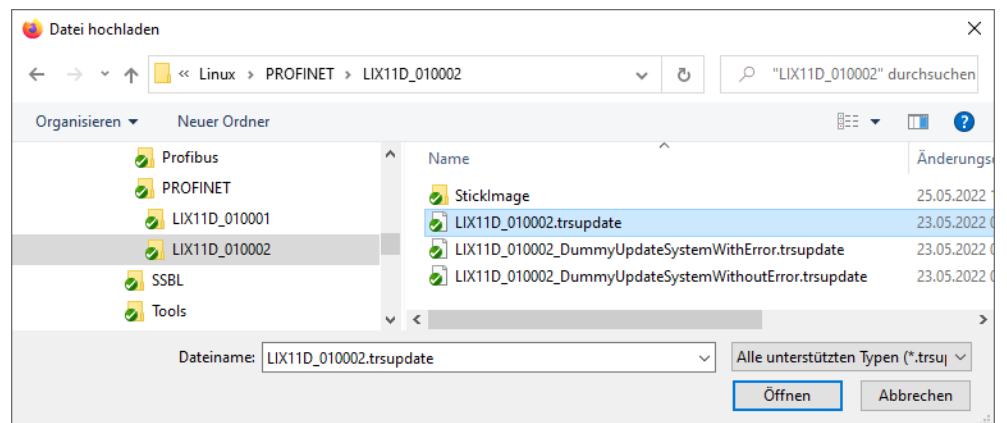 Datei hochladen
« Linux > PROFINET > LIX11D_010002
"LIX11D_010002" durchsuchen
Organisieren Neuer Ordner
Profibus
PROFINET
LIX11D_010001
LIX11D_010002
SSBL
Tools
Name Änderungs
StickImage 25.05.2022
LIX11D_010002.trsupdate 23.05.2022
LIX11D_010002_DummyUpdateSystemWithError.trsupdate 23.05.2022
LIX11D_010002_DummyUpdateSystemWithoutError.trsupdate 23.05.2022
Dateiname: LIX11D_010002.trsupdate Alle unterstützten Typen (*.trsu
Öffnen Abbrechen